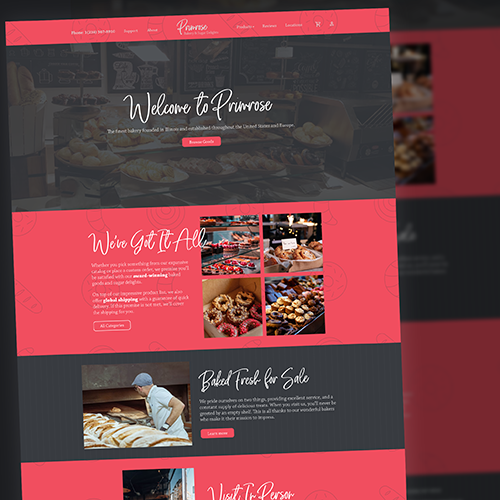 Phone: 1 (304) 847-8910 Support About Primrose Products Reviews Locations
Welcome to Primrose
The finest bakery founded in Illinois and established throughout the United States and Europe.
Browse Goods
We've Got It All...
Whether you pick something from our expansive
catalog or place a custom order, we promise you'll
be satisfied with our award-winning baked
goods and sugar delights.
On top of our impressive product line, we also
offer global shipping with a guarantee of quick
delivery. If this promise is not met, we'll cover
the shipping for you.
All Categories
Baked Fresh for Sale
We pride ourselves on two things, providing excellent service, and a
constant supply of delicious treats. When you visit us, you'll never be
greeted by an empty shelf. This is all thanks to our wonderful bakers
who make it their mission to impress.
Learn more
Visit In Person